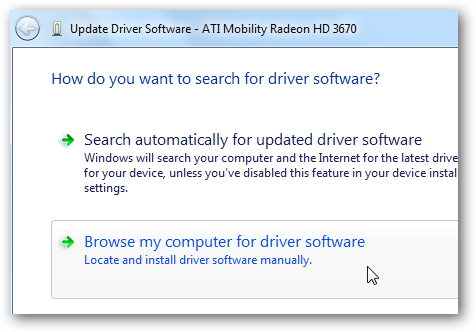 Update Driver Software - ATI Mobility Radeon HD 3670
How do you want to search for driver software?
Search automatically for updated driver software
Windows will search your computer and the Internet for the latest drive
for your device, unless you've disabled this feature in your device instal
settings.
Browse my computer for driver software
Locate and install driver software manually.